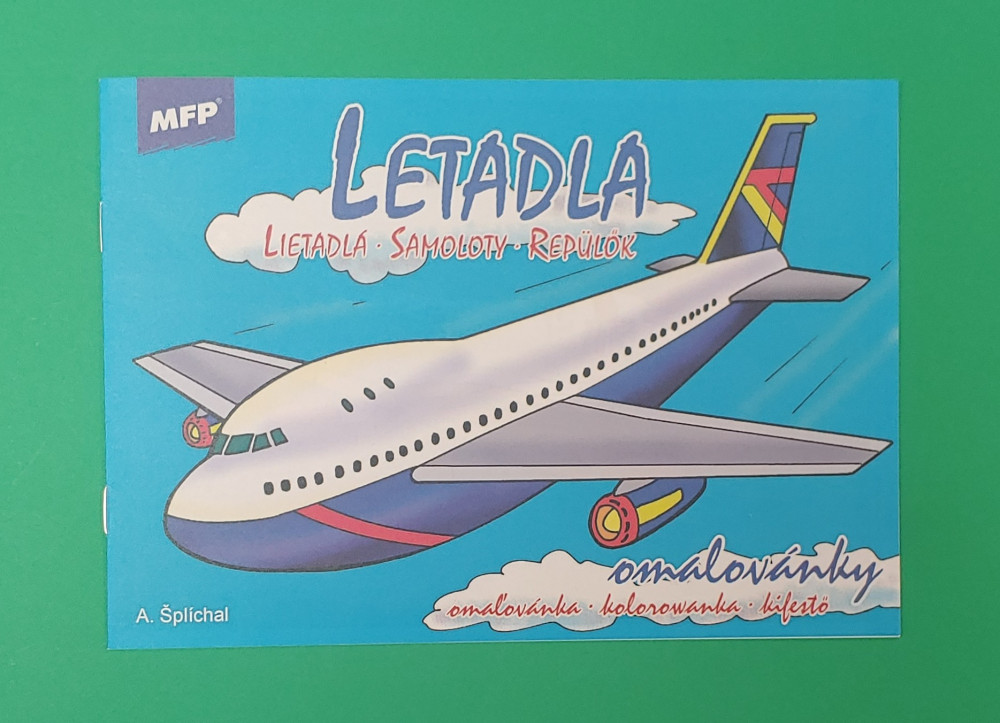 MFP®
LETADLA
LIETADLÁ · SAMOLOTY · REPÜLŐK
omalovánky
omaľovánka · kolorowanka · kifestő
A. Šplíchal